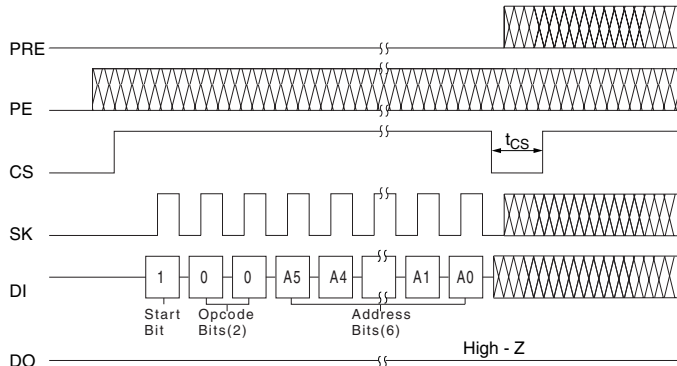 PRE
PE
CS
tCS
SK
DI
1 0 0 A5 A4 A1 A0
Start Bit
Opcode Bits(2)
Address Bits(6)
DO
High - Z